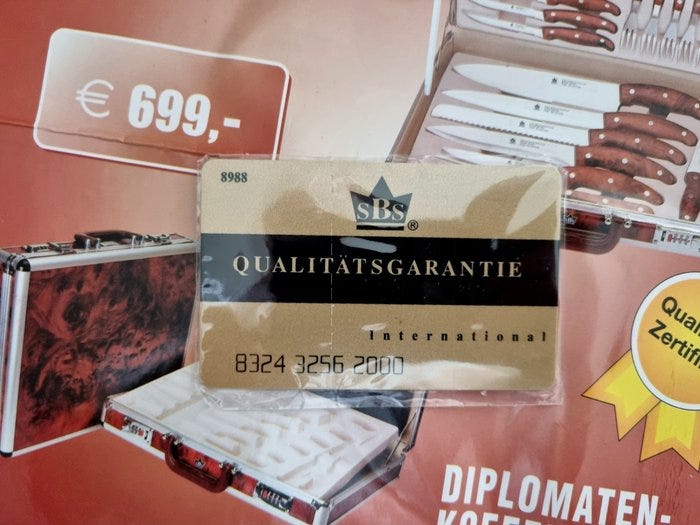 € 699,-
8988
SBS®
QUALITÄTSGARANTIE
International
8324 3256 2000
DIPLOMATEN-